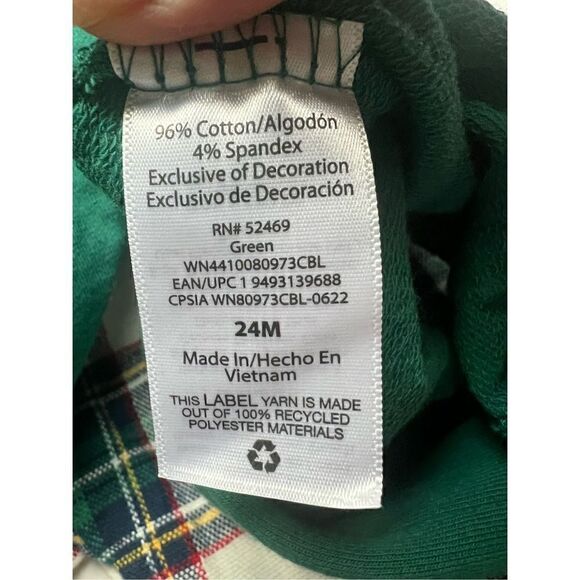 96% Cotton/Algodón
4% Spandex
Exclusive of Decoration
Exclusivo de Decoración
RN# 52469
Green
WN4410080973CBL
EAN/UPC 1 9493139688
CPSIA WN80973CBL-0622
24M
Made In/Hecho En
Vietnam
THIS LABEL YARN IS MADE
OUT OF 100% RECYCLED
POLYESTER MATERIALS